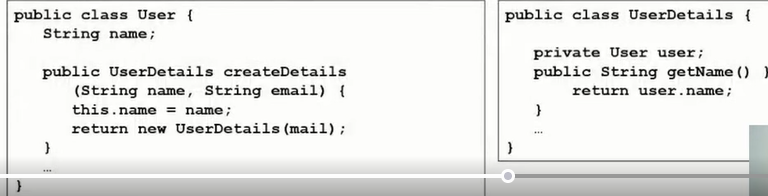 public class User {
String name;
public UserDetails createDetails
(String name, String email) {
this.name = name;
return new UserDetails(mail);
}
…
}
public class UserDetails {
private User user;
public String getName() }
return user.name;
}
…
}